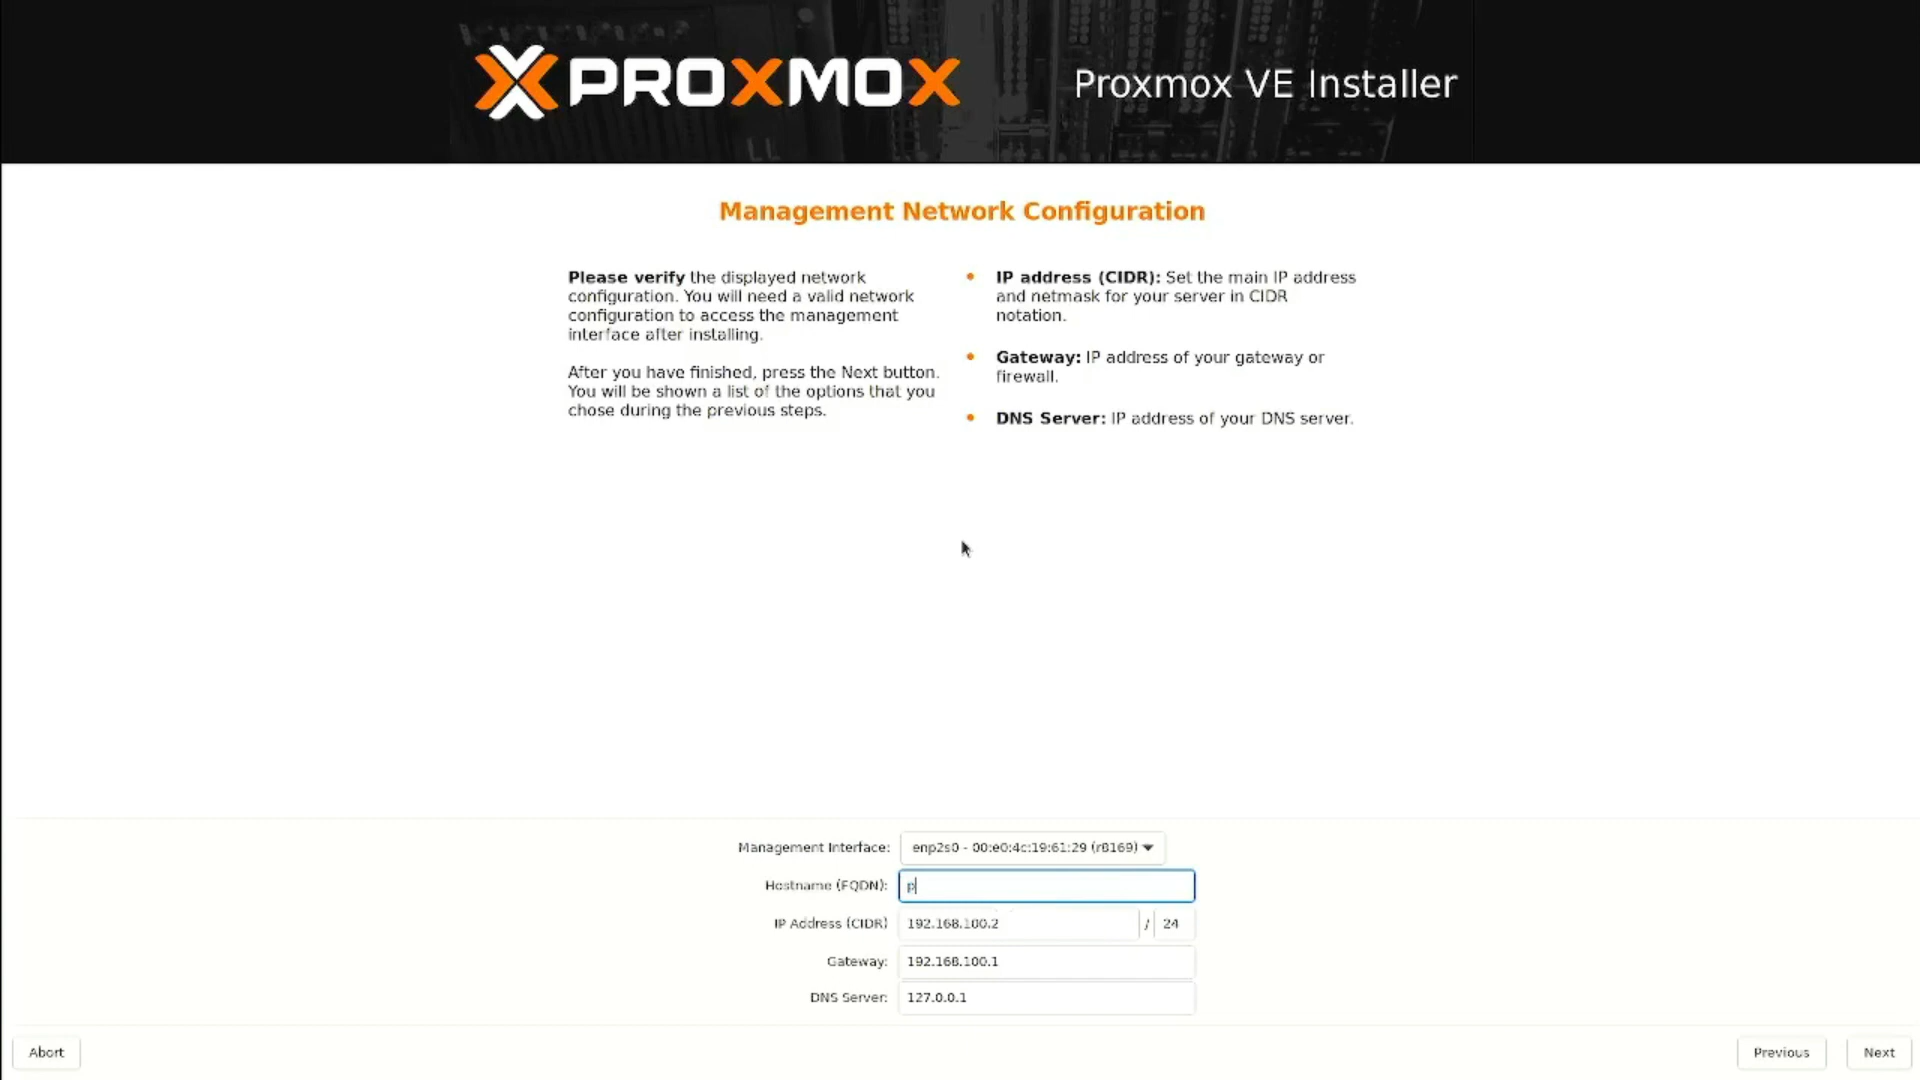 PROXMOX
Proxmox VE Installer
Management Network Configuration
Please verify the displayed network
configuration. You will need a valid network
configuration to access the management
interface after installing.
After you have finished, press the Next button.
You will be shown a list of the options that you
chose during the previous steps.
• IP address (CIDR): Set the main IP address
and netmask for your server in CIDR
notation.
• Gateway: IP address of your gateway or
firewall.
• DNS Server: IP address of your DNS server.
Management Interface: enp2s0 - 00:e0:4c:19:61:29 (r8169)
Hostname (FQDN): p
IP Address (CIDR) 192.168.100.2 / 24
Gateway: 192.168.100.1
DNS Server: 127.0.0.1
Abort Previous Next